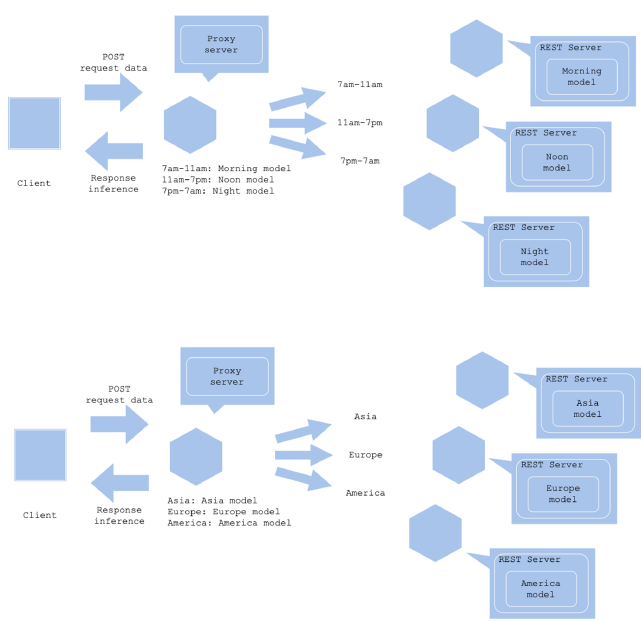 Proxy
server
POST
request data
Client
Response
inference
7am-11am: Morning model
11am-7pm: Noon model
7pm-7am: Night model
7am-11am
11am-7pm
7pm-7am
REST Server
Morning
model
REST Server
Noon
model
REST Server
Night
model
Proxy
server
POST
request data
Client
Response
inference
Asia: Asia model
Europe: Europe model
America: America model
Asia
Europe
America
REST Server
Asia
model
REST Server
Europe
model
REST Server
America
model